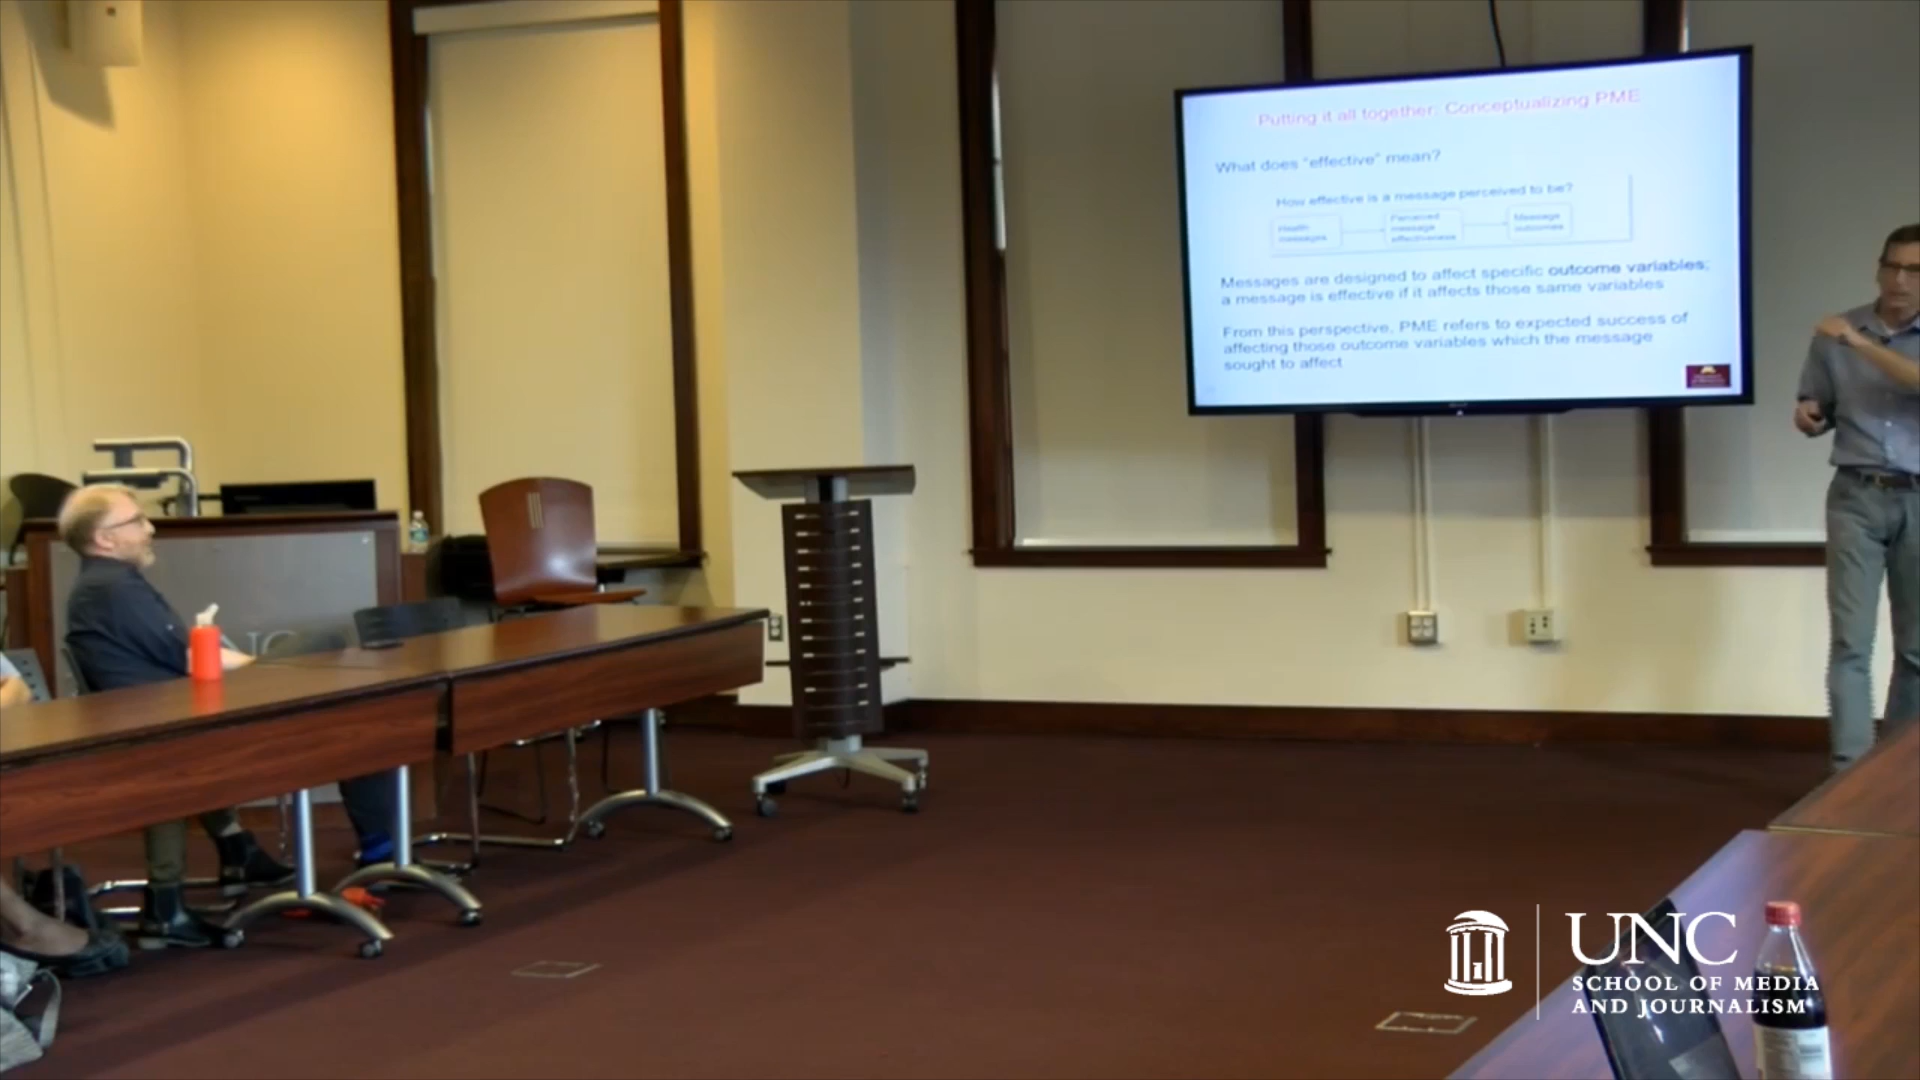 Putting it all together: Conceptualizing PME
What does "effective" mean?
How effective is a message perceived to be?
Health
messages
Perceived
message
effectiveness
Message
outcomes
Messages are designed to affect specific outcome variables;
a message is effective if it affects those same variables
From this perspective, PME refers to expected success of
affecting those outcome variables which the message
sought to affect
UNC
SCHOOL OF MEDIA
AND JOURNALISM